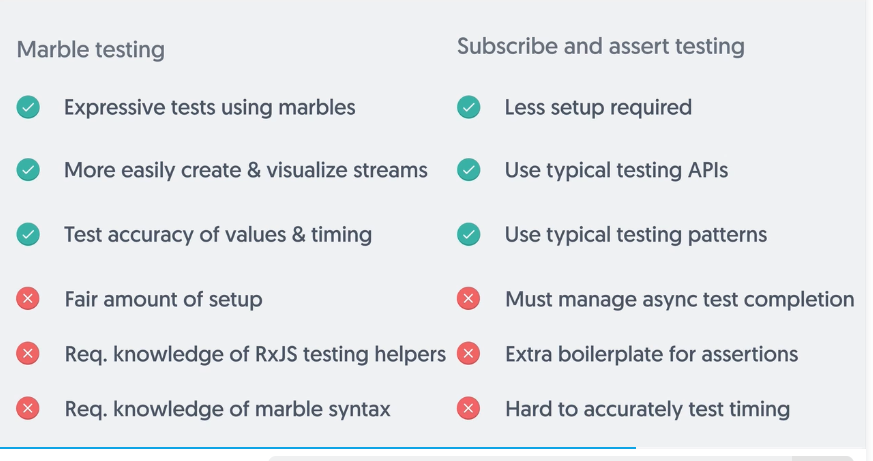 Marble testing
Expressive tests using marbles
More easily create & visualize streams
Test accuracy of values & timing
Fair amount of setup
Req. knowledge of RxJS testing helpers
Req. knowledge of marble syntax
Subscribe and assert testing
Less setup required
Use typical testing APIs
Use typical testing patterns
Must manage async test completion
Extra boilerplate for assertions
Hard to accurately test timing